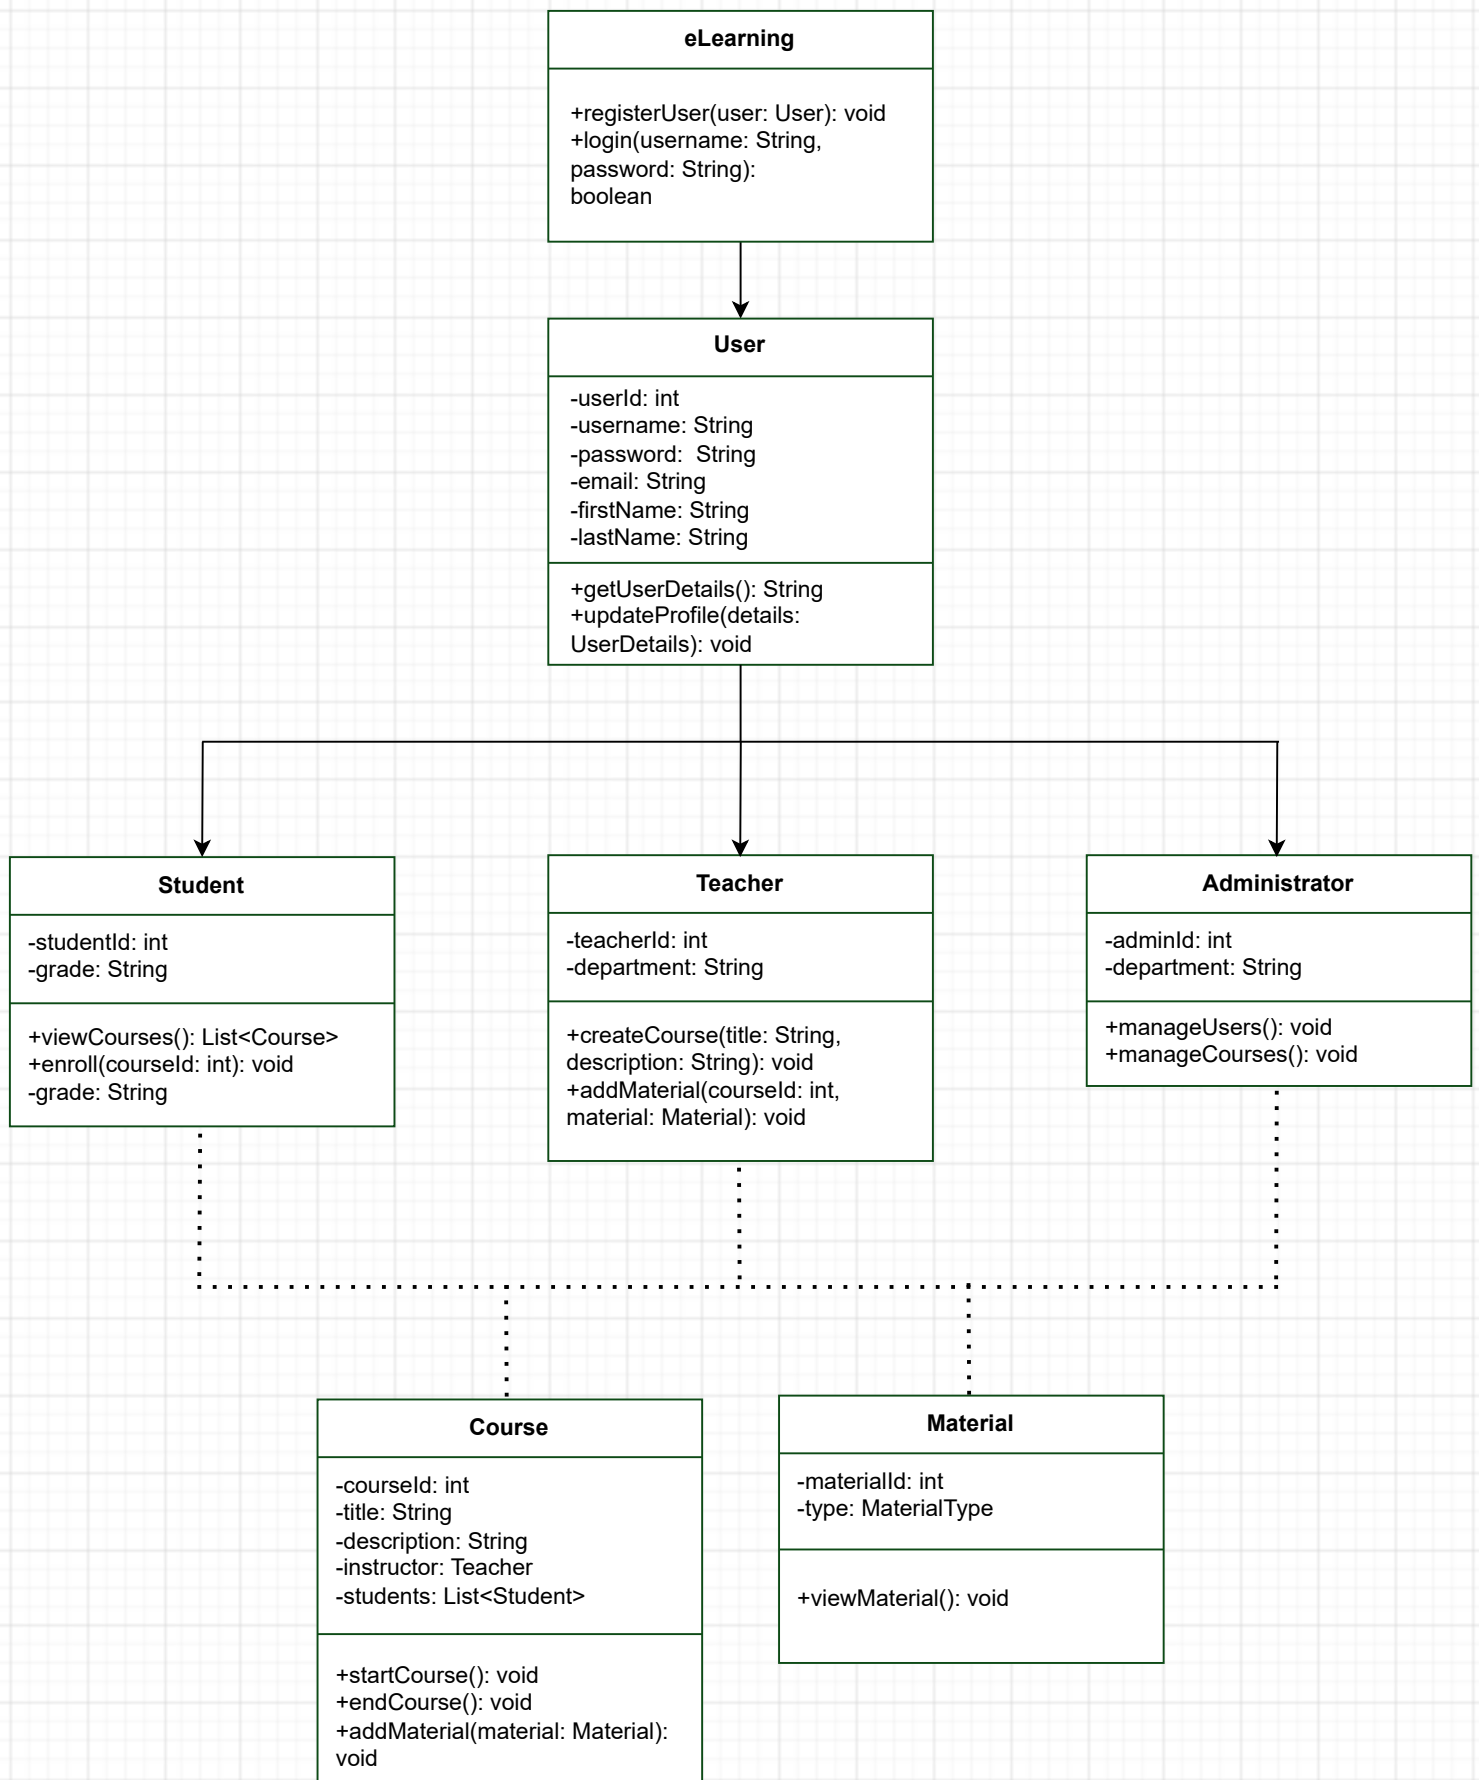 eLearning
+registerUser(user: User): void
+login(username: String,
password: String):
boolean
User
-userId: int
-username: String
-password:  String
-email: String
-firstName: String
-lastName: String
+getUserDetails(): String
+updateProfile(details:
UserDetails): void
Student
-studentId: int
-grade: String
+viewCourses(): List<Course>
+enroll(courseId: int): void
-grade: String
Teacher
-teacherId: int
-department: String
+createCourse(title: String,
description: String): void
+addMaterial(courseId: int,
material: Material): void
Administrator
-adminId: int
-department: String
+manageUsers(): void
+manageCourses(): void
Course
-courseId: int
-title: String
-description: String
-instructor: Teacher
-students: List<Student>
+startCourse(): void
+endCourse(): void
+addMaterial(material: Material):
void
Material
-materialId: int
-type: MaterialType
+viewMaterial(): void